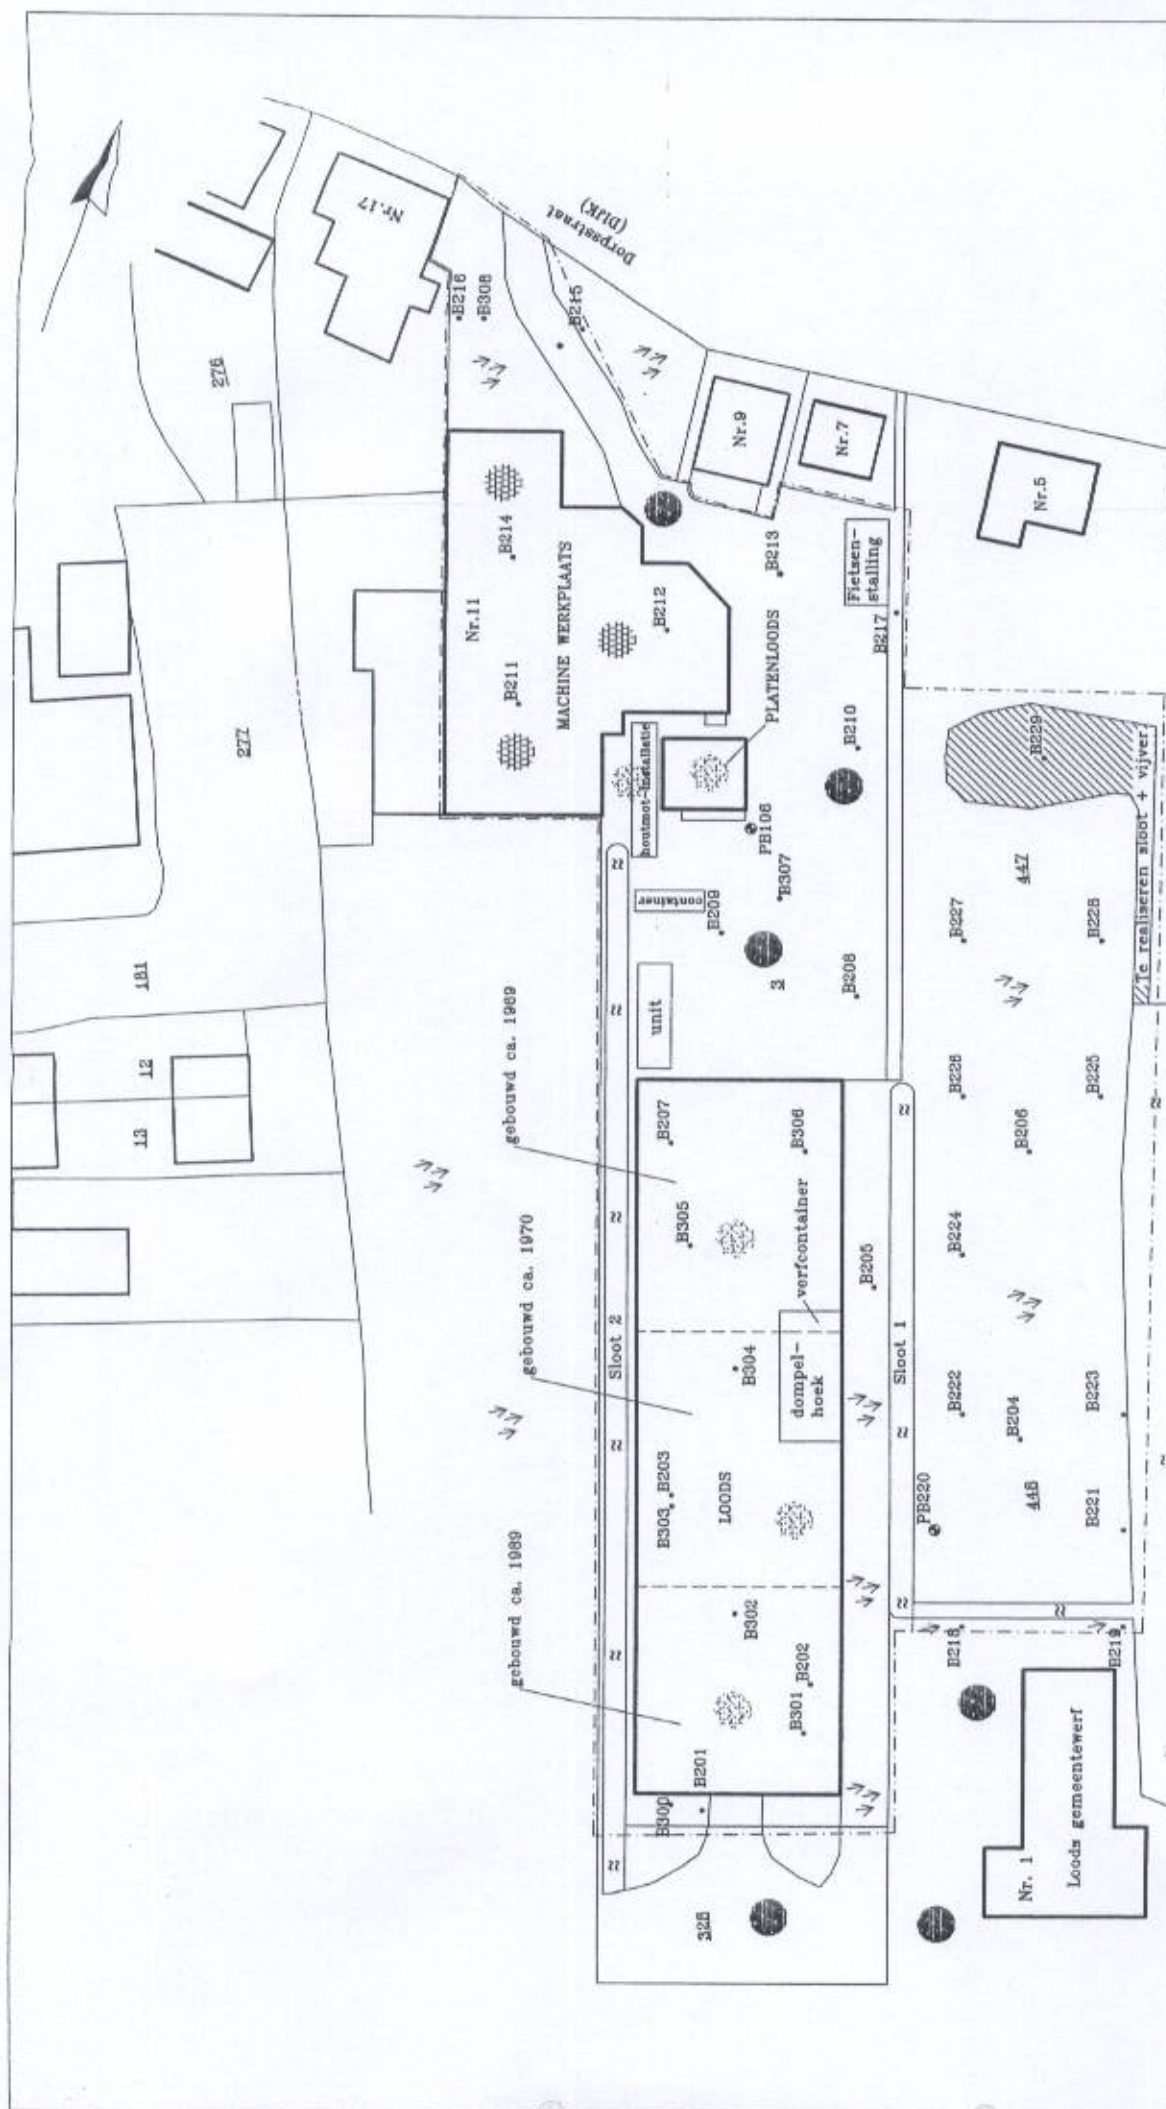 Nr.17
Dorpsstraat
(DIJK)
B216
B308
B215
276
Nr.9
Nr.7
Nr.5
B214
Nr.11
MACHINE WERKPLAATS
B212
B211
B213
Fietsen-
stalling
B217
PLATENLOODS
B210
houtmot-installatie
277
B229
Te realiseren sloot + vijver
PB106
B307
container
B209
447
B227
B228
181
3
B208
unit
gebouwd ca. 1969
12
13
B207
B306
B226
B225
B206
B305
verfcontainer
B205
B224
gebouwd ca. 1970
Sloot 2
B304
dompel-
hoek
Sloot 1
B222
B204
B223
B203
B303
LOODS
PB220
448
B221
gebouwd ca. 1989
B302
B202
B301
B218
B219
B201
B300
325
Nr. 1
Loods gemeentewerf